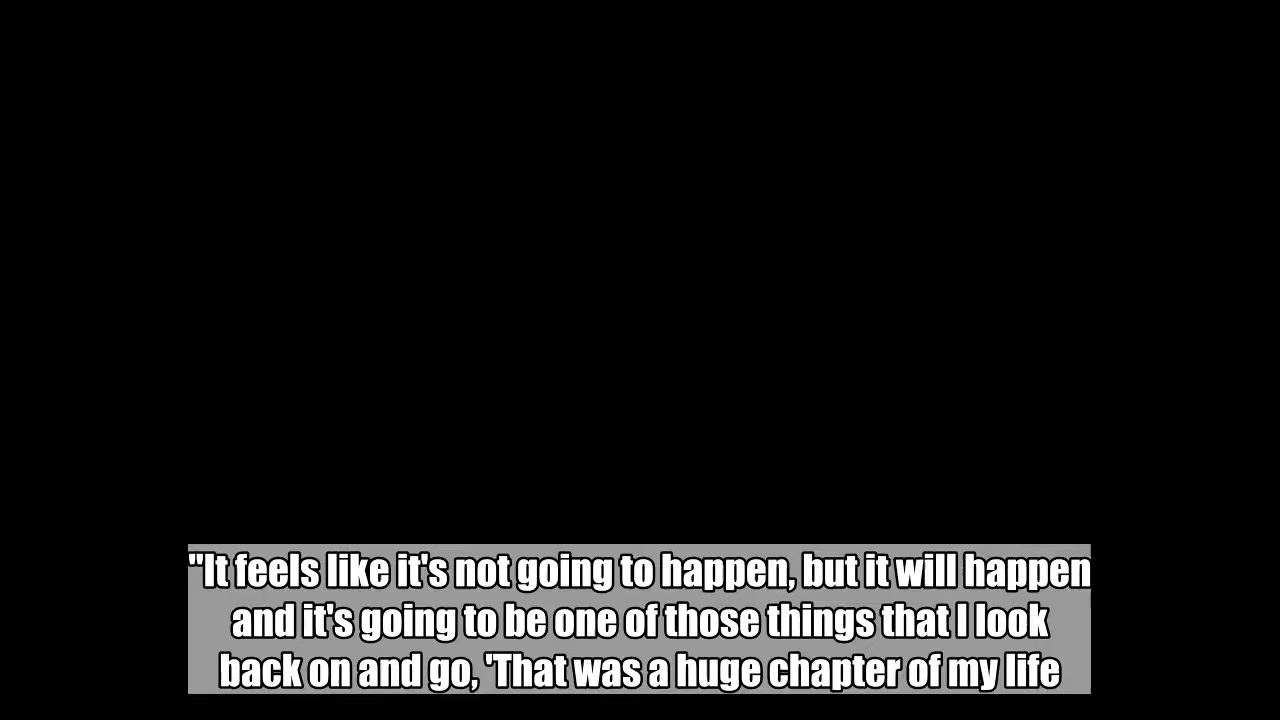 "It feels like it's not going to happen, but it will happen
and it's going to be one of those things that I look
back on and go, 'That was a huge chapter of my life